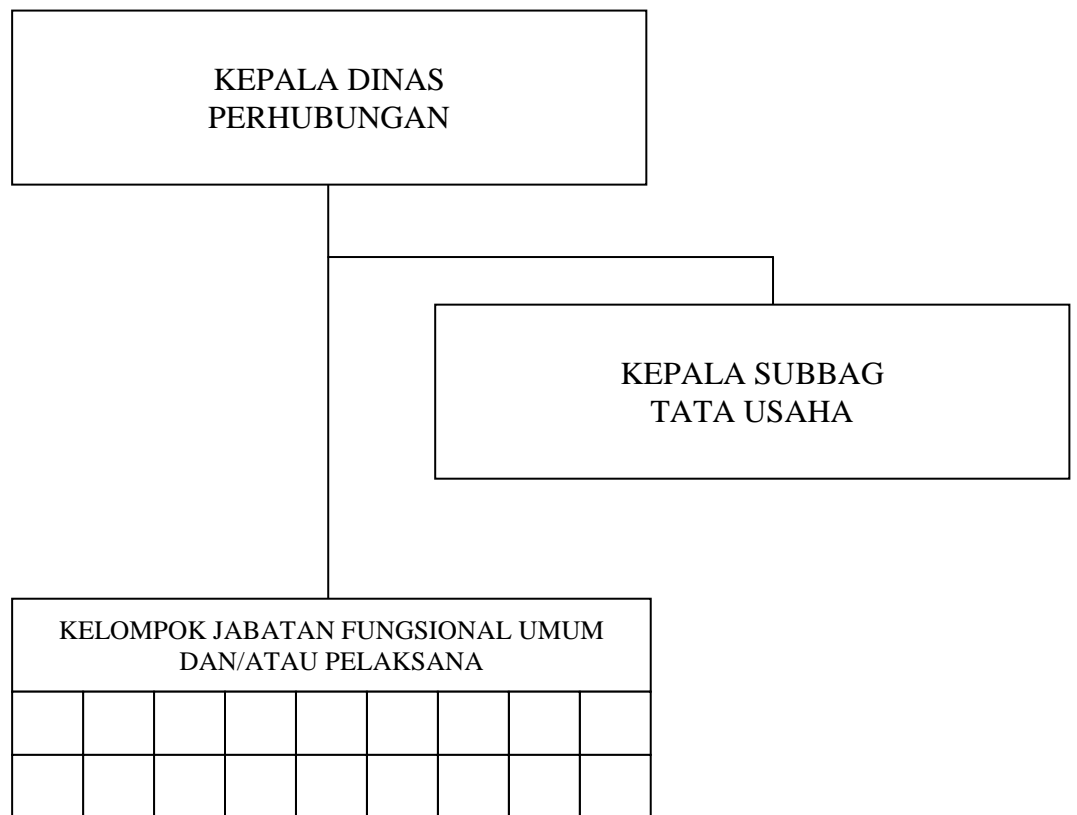 KEPALA DINAS
PERHUBUNGAN
KEPALA SUBBAG
TATA USAHA
KELOMPOK JABATAN FUNGSIONAL UMUM
DAN/ATAU PELAKSANA